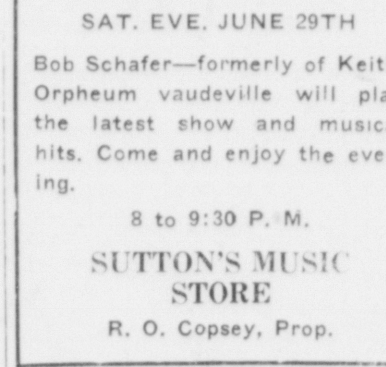 SAT. EVE. JUNE 29TH
Bob Schafer—formerly of Keit
Orpheum vaudeville will pla
the latest show and music
hits. Come and enjoy the eve
ing.
8 to 9:30 P. M.
SUTTON'S MUSIC
STORE
R. O. Copsey, Prop.